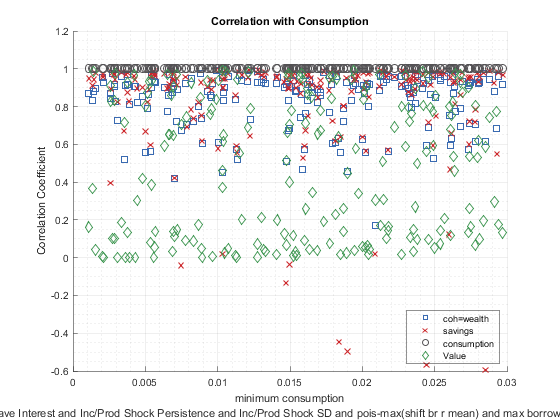 Correlation with Consumption
1.2
1
0.8
0.6
0.4
0.2
0
-0.2
-0.4
-0.6
Correlation Coefficient
coh=wealth
savings
consumption
Value
0
0.005
0.01
0.015
0.02
0.025
0.03
minimum consumption
ave Interest and Inc/Prod Shock Persistence and Inc/Prod Shock SD and pois-max(shift br r mean) and max borrow